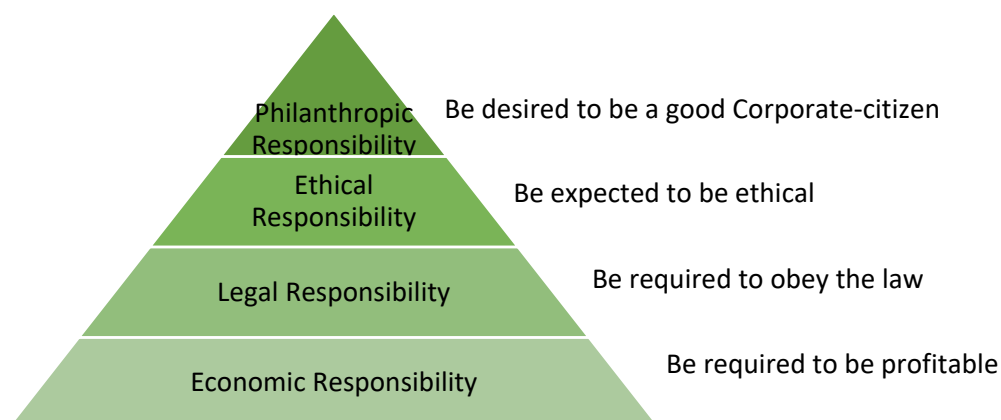 Philanthropic
Responsibility
Be desired to be a good Corporate-citizen
Ethical
Responsibility
Be expected to be ethical
Legal Responsibility
Be required to obey the law
Economic Responsibility
Be required to be profitable